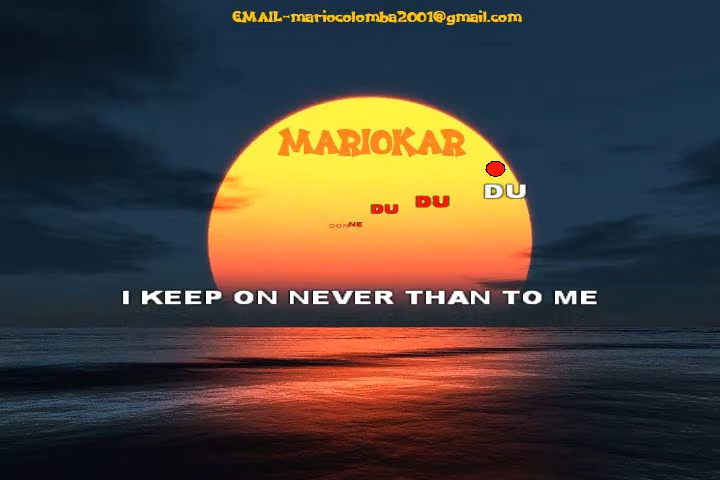 EMAIL-mariocolomba2001@gmail.com
MARIOKAR
DONNE DU DU DU
I KEEP ON NEVER THAN TO ME